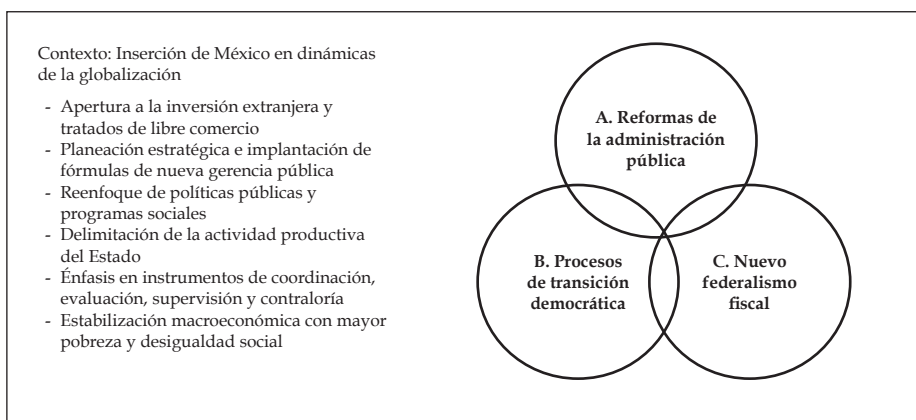 Contexto: Inserción de México en dinámicas
de la globalización
- Apertura a la inversión extranjera y
tratados de libre comercio
- Planeación estratégica e implantación de
fórmulas de nueva gerencia pública
- Reenfoque de políticas públicas y
programas sociales
- Delimitación de la actividad productiva
del Estado
- Énfasis en instrumentos de coordinación,
evaluación, supervisión y contraloría
- Estabilización macroeconómica con mayor
pobreza y desigualdad social
A. Reformas de
la administración
pública
B. Procesos
de transición
democrática
C. Nuevo
federalismo
fiscal